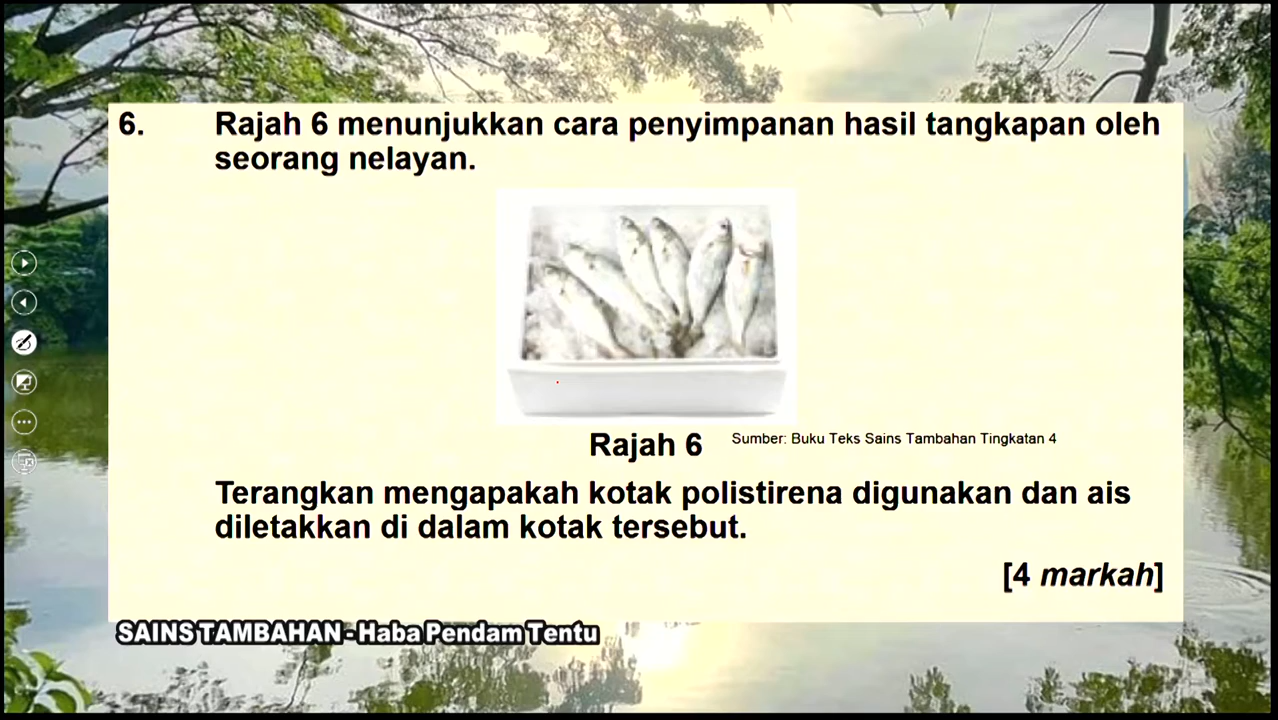 6. Rajah 6 menunjukkan cara penyimpanan hasil tangkapan oleh
seorang nelayan.
Rajah 6 Sumber: Buku Teks Sains Tambahan Tingkatan 4
Terangkan mengapakah kotak polistirena digunakan dan ais
diletakkan di dalam kotak tersebut.
[4 markah]
SAINS TAMBAHAN - Haba Pendam Tentu